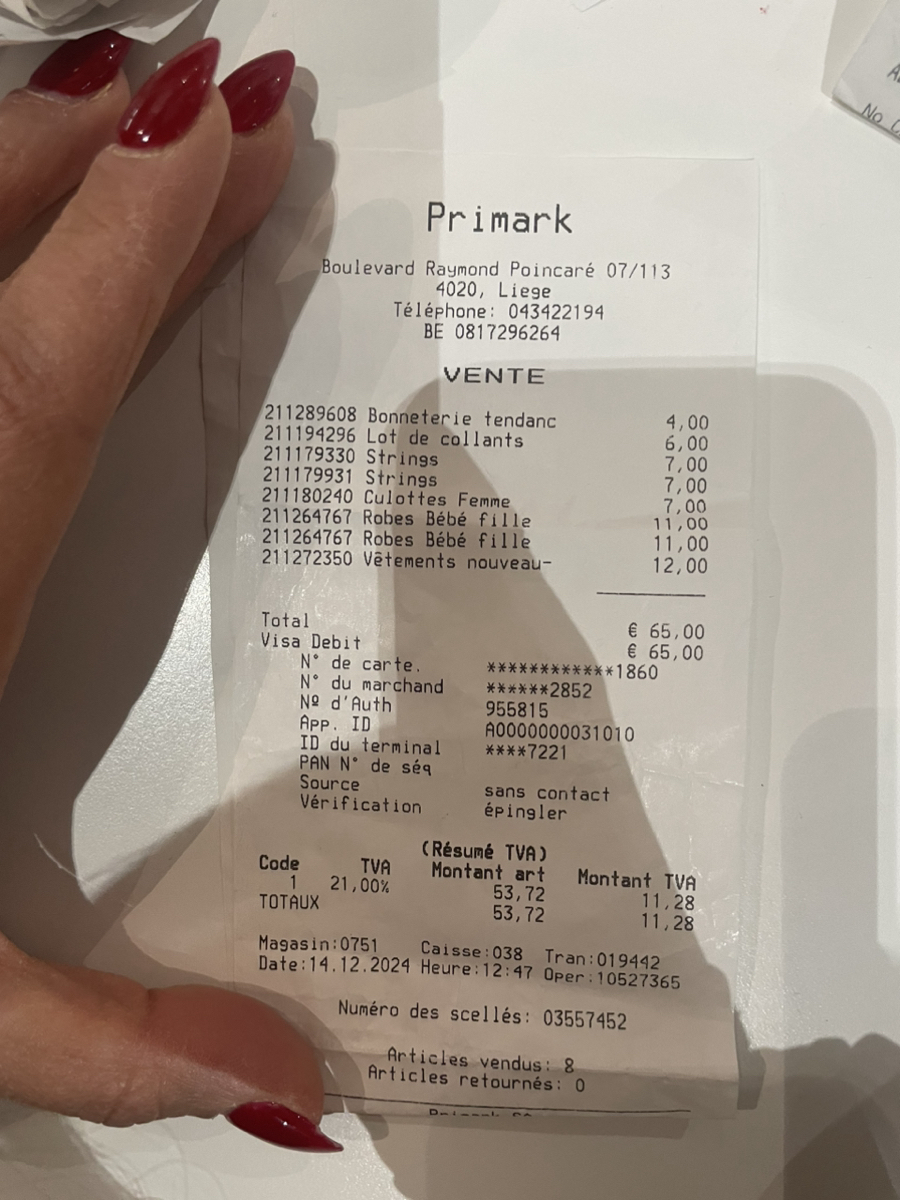 Primark
Boulevard Raymond Poincaré 07/113
4020, Liege
Téléphone: 043422194
BE 0817296264
VENTE
211289608 Bonneterie tendanc 4,00
211194296 Lot de collants 6,00
211179330 Strings 7,00
211179931 Strings 7,00
211180240 Culottes Femme 7,00
211264767 Robes Bébé fille 11,00
211264767 Robes Bébé fille 11,00
211272350 Vêtements nouveau- 12,00
Total € 65,00
Visa Debit € 65,00
N° de carte. ************1860
N° du marchand ******2852
Nº d'Auth 955815
App. ID A0000000031010
ID du terminal ****7221
PAN N° de séq
Source sans contact
Vérification épingler
(Résumé TVA)
Code TVA Montant art Montant TVA
1 21,00% 53,72 11,28
TOTAUX 53,72 11,28
Magasin:0751 Caisse:038 Tran:019442
Date:14.12.2024 Heure:12:47 Oper:10527365
Numéro des scellés: 03557452
Articles vendus: 8
Articles retournés: 0
No